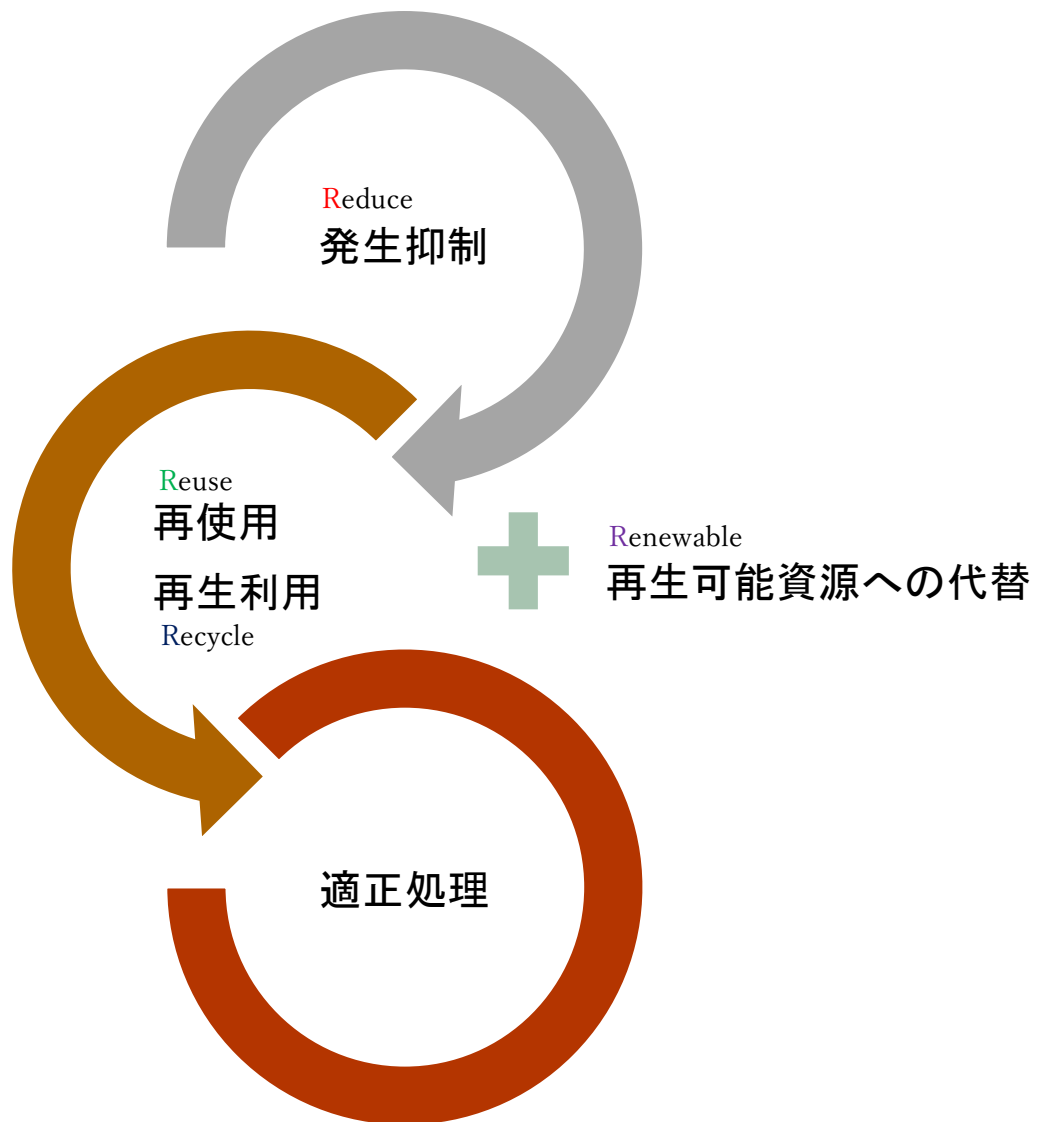 Reduce
発生抑制
Reuse
再使用
再生利用
Recycle
Renewable
再生可能資源への代替
適正処理